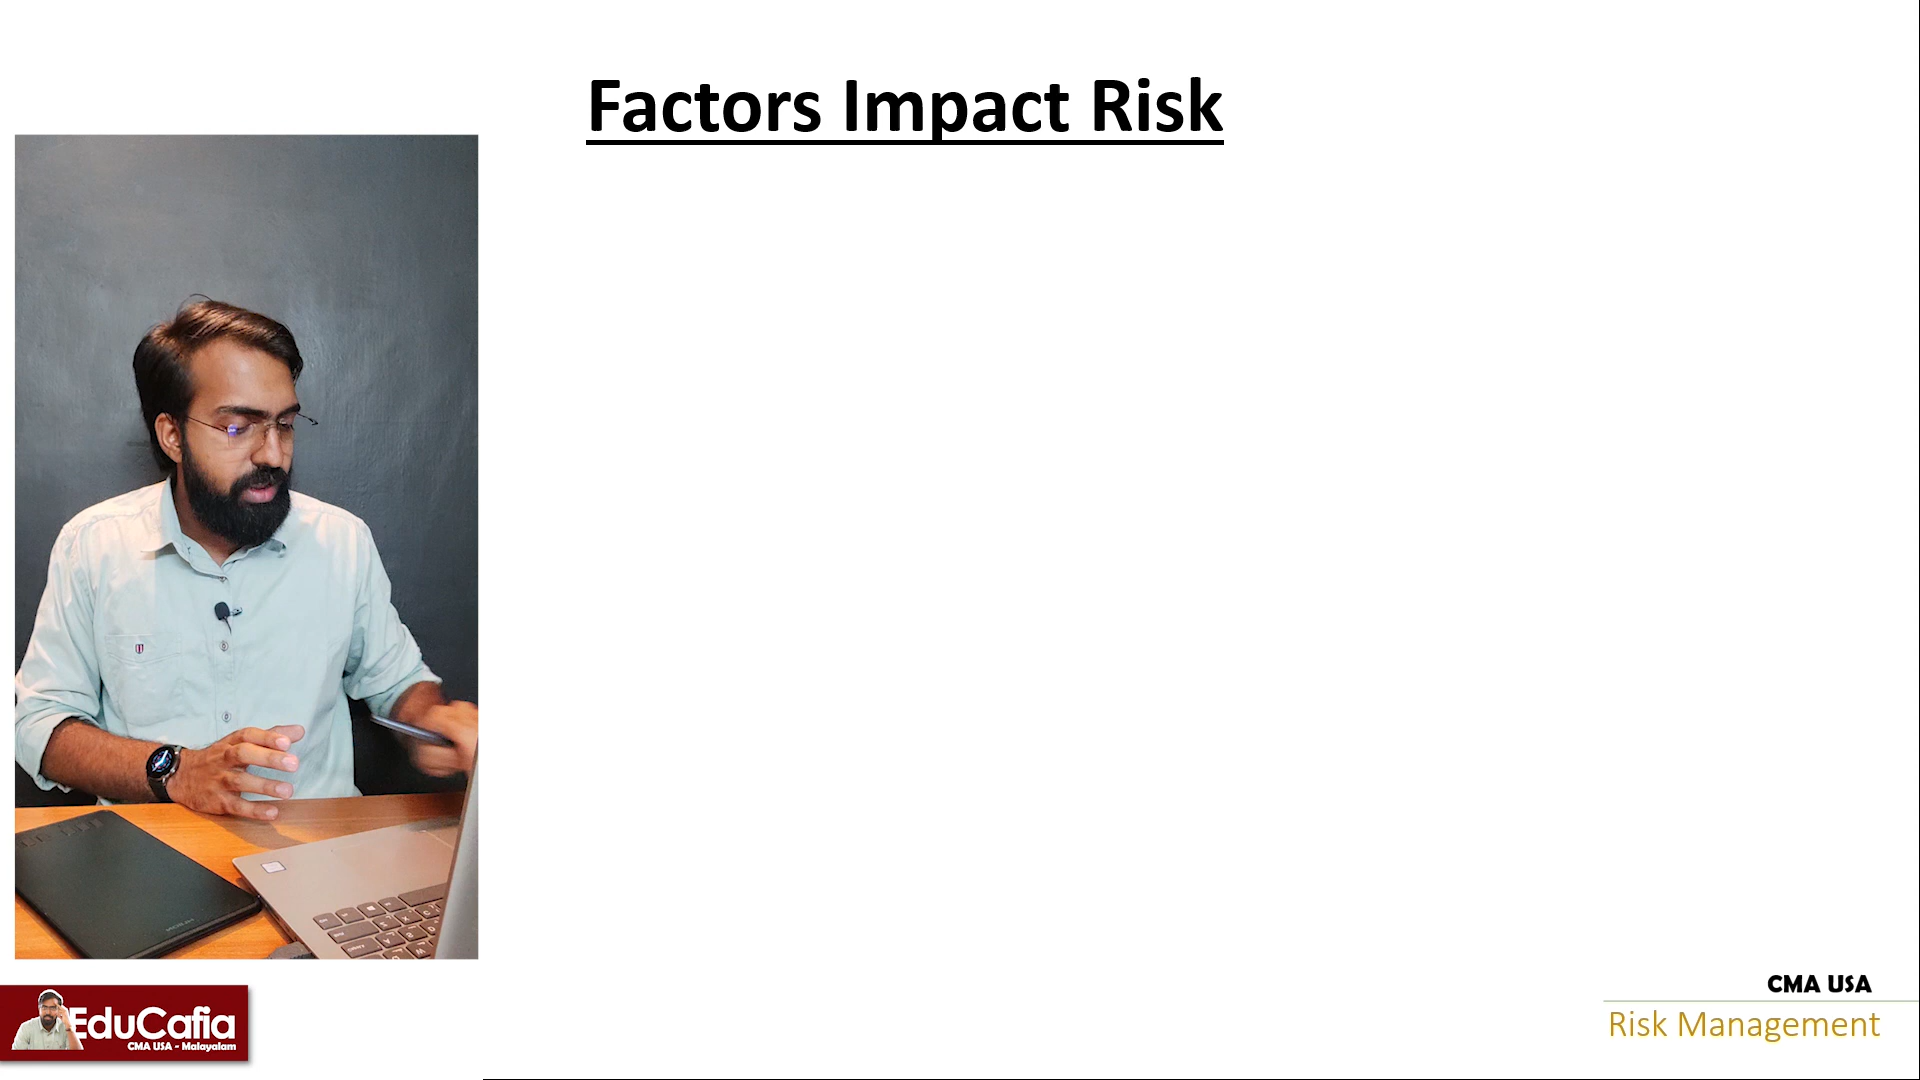 Factors Impact Risk
EduCafia
CMA USA - Malayalam
CMA USA
Risk Management